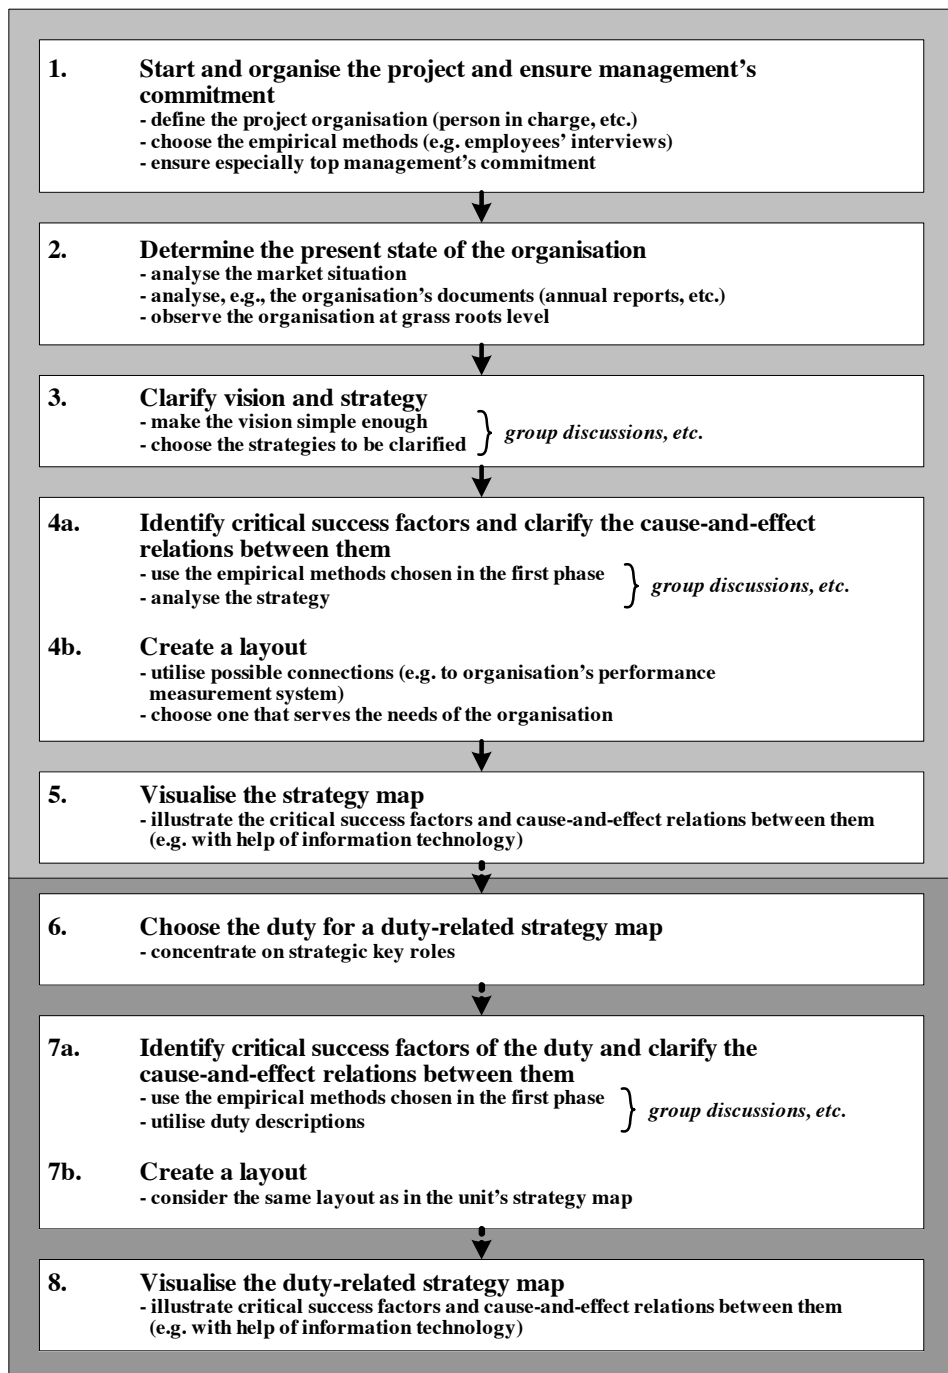 1. Start and organise the project and ensure management’s
commitment
- define the project organisation (person in charge, etc.)
- choose the empirical methods (e.g. employees’ interviews)
- ensure especially top management’s commitment
2. Determine the present state of the organisation
- analyse the market situation
- analyse, e.g., the organisation’s documents (annual reports, etc.)
- observe the organisation at grass roots level
3. Clarify vision and strategy
- make the vision simple enough
- choose the strategies to be clarified
group discussions, etc.
4a. Identify critical success factors and clarify the cause-and-effect
relations between them
- use the empirical methods chosen in the first phase
- analyse the strategy
group discussions, etc.
4b. Create a layout
- utilise possible connections (e.g. to organisation’s performance
measurement system)
- choose one that serves the needs of the organisation
5. Visualise the strategy map
- illustrate the critical success factors and cause-and-effect relations between them
(e.g. with help of information technology)
6. Choose the duty for a duty-related strategy map
- concentrate on strategic key roles
7a. Identify critical success factors of the duty and clarify the
cause-and-effect relations between them
- use the empirical methods chosen in the first phase
- utilise duty descriptions
group discussions, etc.
7b. Create a layout
- consider the same layout as in the unit’s strategy map
8. Visualise the duty-related strategy map
- illustrate critical success factors and cause-and-effect relations between them
(e.g. with help of information technology)